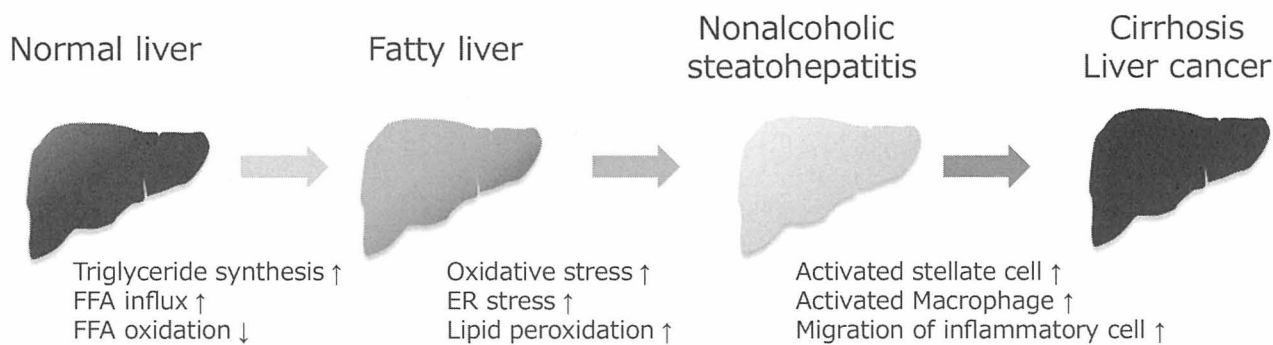 Normal liver
Fatty liver
Nonalcoholic
steatohepatitis
Cirrhosis
Liver cancer
Triglyceride synthesis ↑
FFA influx ↑
FFA oxidation ↓
Oxidative stress ↑
ER stress ↑
Lipid peroxidation ↑
Activated stellate cell ↑
Activated Macrophage ↑
Migration of inflammatory cell ↑